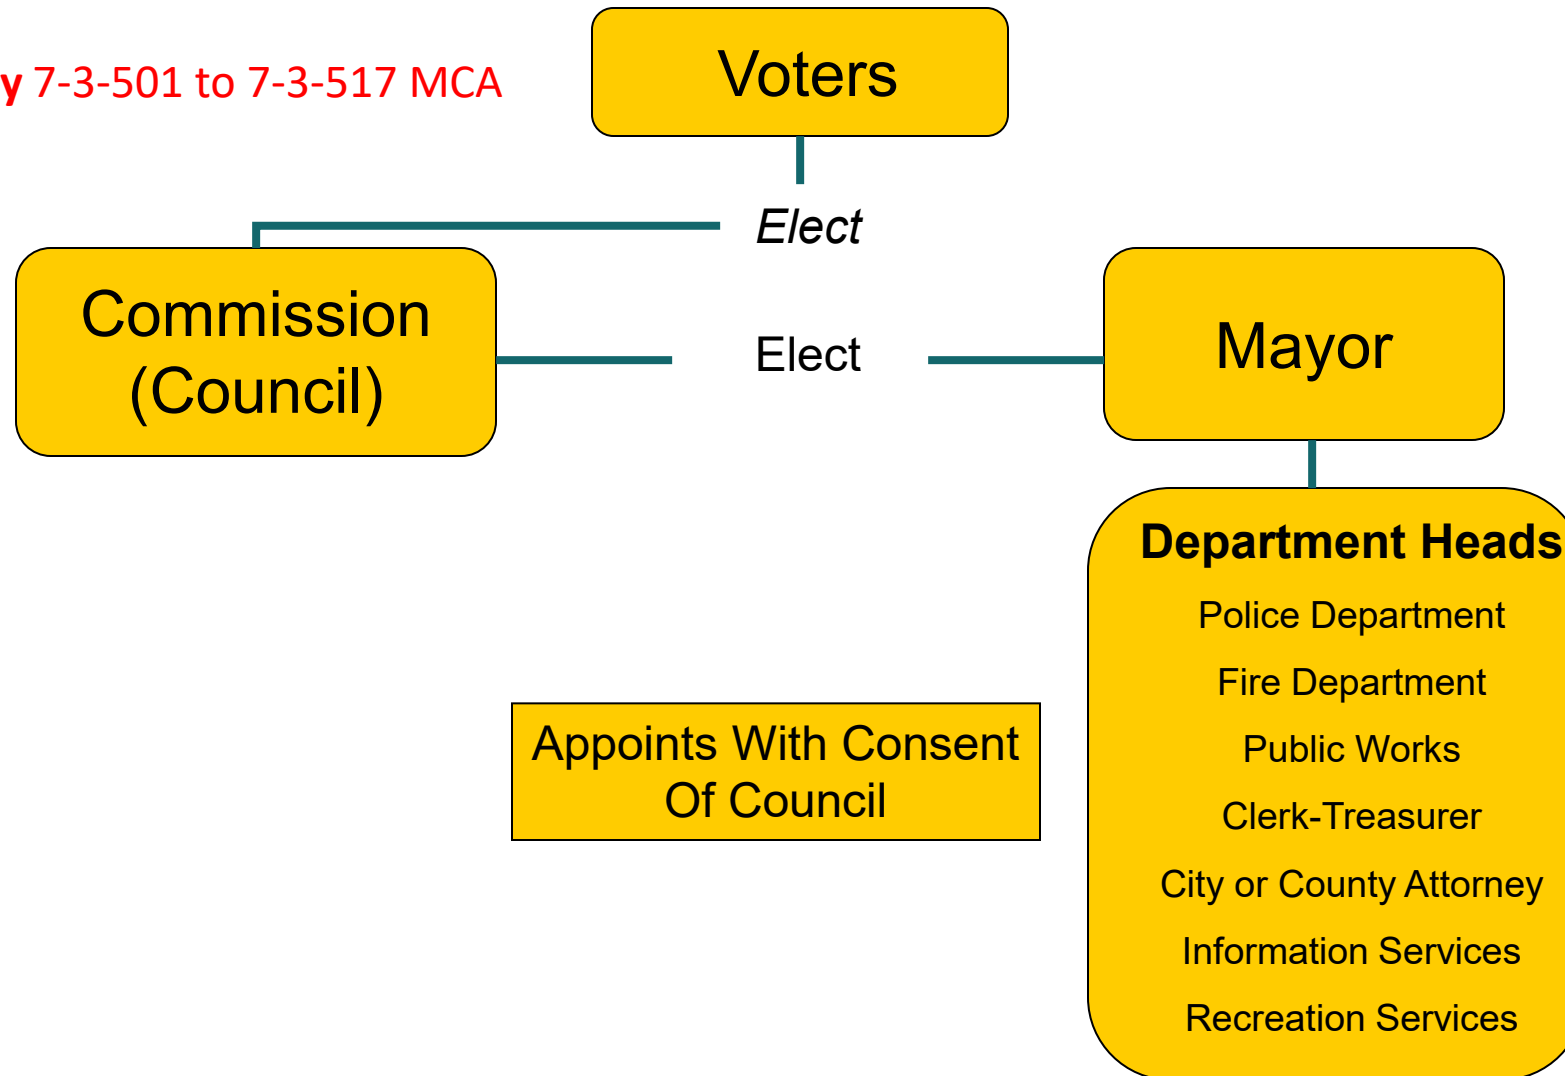 y 7-3-501 to 7-3-517 MCA
Voters
Elect
Commission
(Council)
Elect
Mayor
Department Heads
Police Department
Fire Department
Public Works
Clerk-Treasurer
City or County Attorney
Information Services
Recreation Services
Appoints With Consent
Of Council